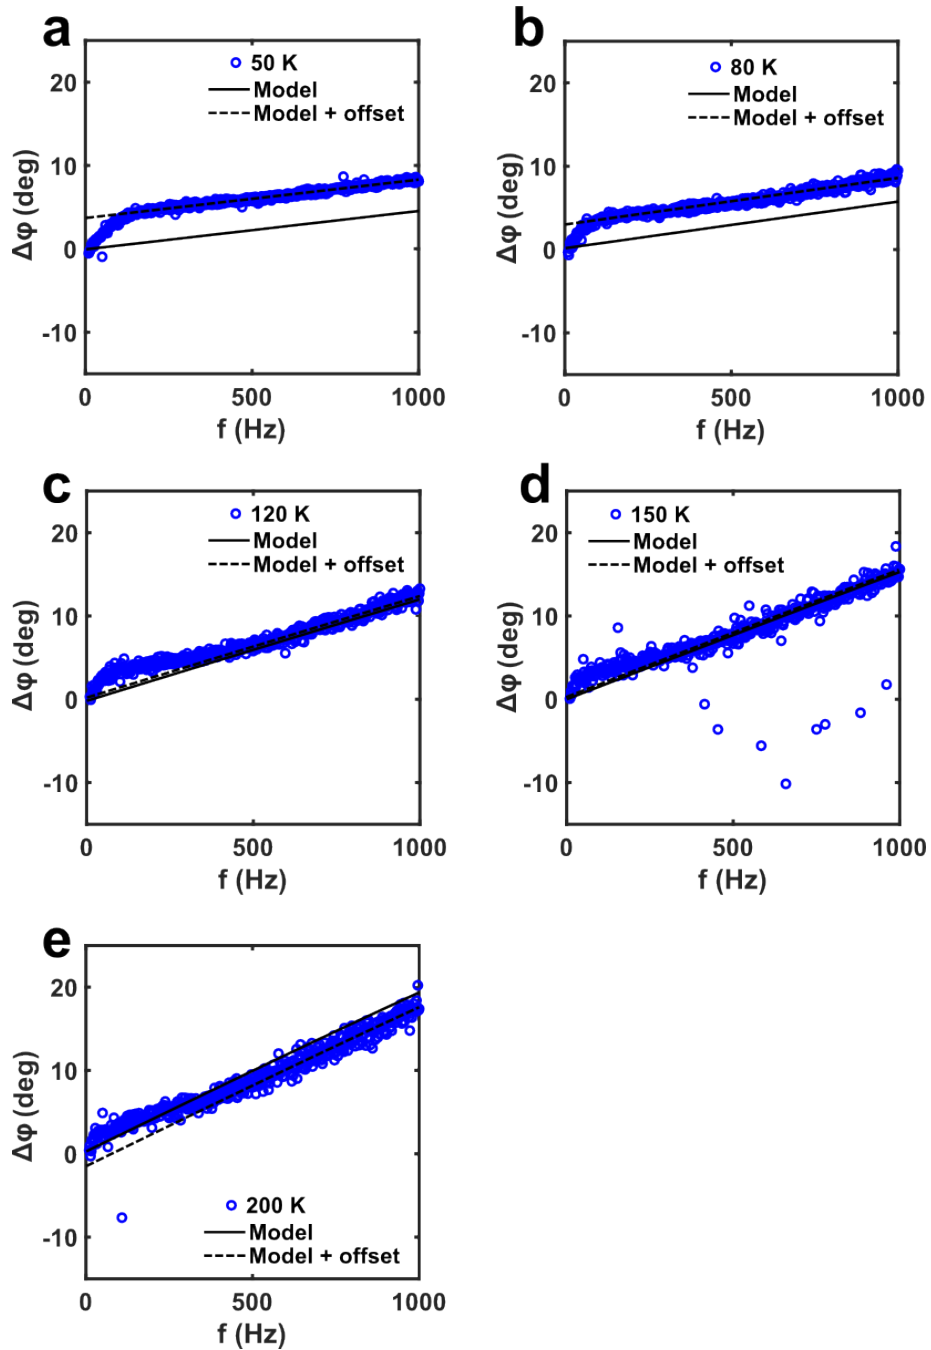 a
50 K
Model
Model + offset
20
10
0
-10
Δφ (deg)
0
500
1000
f (Hz)
b
80 K
Model
Model + offset
20
10
0
-10
Δφ (deg)
0
500
1000
f (Hz)
c
120 K
Model
Model + offset
20
10
0
-10
Δφ (deg)
0
500
1000
f (Hz)
d
150 K
Model
Model + offset
20
10
0
-10
Δφ (deg)
0
500
1000
f (Hz)
e
20
10
0
-10
Δφ (deg)
200 K
Model
Model + offset
0
500
1000
f (Hz)